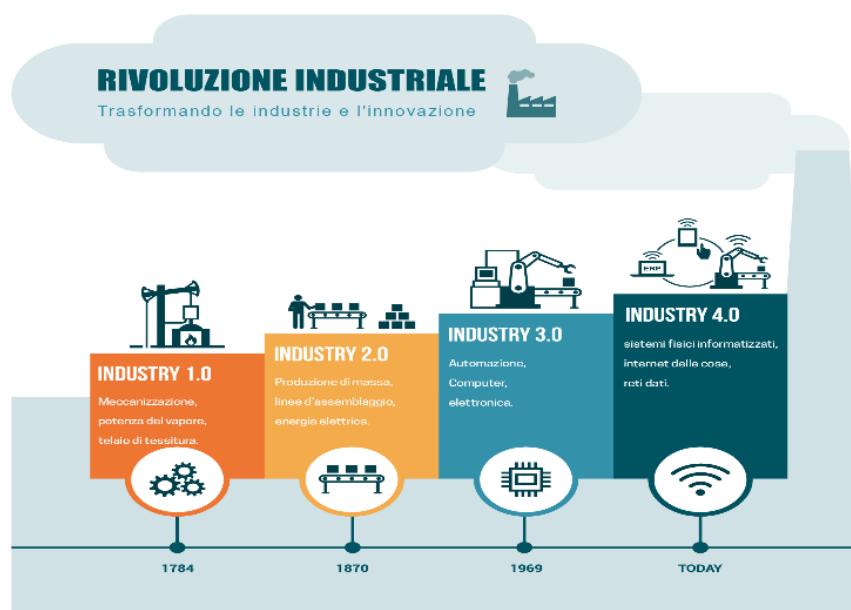 RIVOLUZIONE INDUSTRIALE
Trasformando le industrie e l'innovazione
ERP
INDUSTRY 1.0
Meccanizzazione,
potenza del vapore,
telaio di tessitura.
INDUSTRY 2.0
Produzione di massa,
linee d'assemblaggio,
energia elettrica.
INDUSTRY 3.0
Automazione,
Computer,
elettronica.
INDUSTRY 4.0
sistemi fisici informatizzati,
internet delle cose,
reti dati.
1784
1870
1969
TODAY